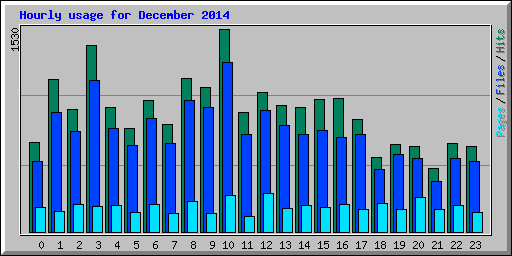 Hourly usage for December 2014
1530
Pages/Files/Hits
0 1 2 3 4 5 6 7 8 9 10 11 12 13 14 15 16 17 18 19 20 21 22 23